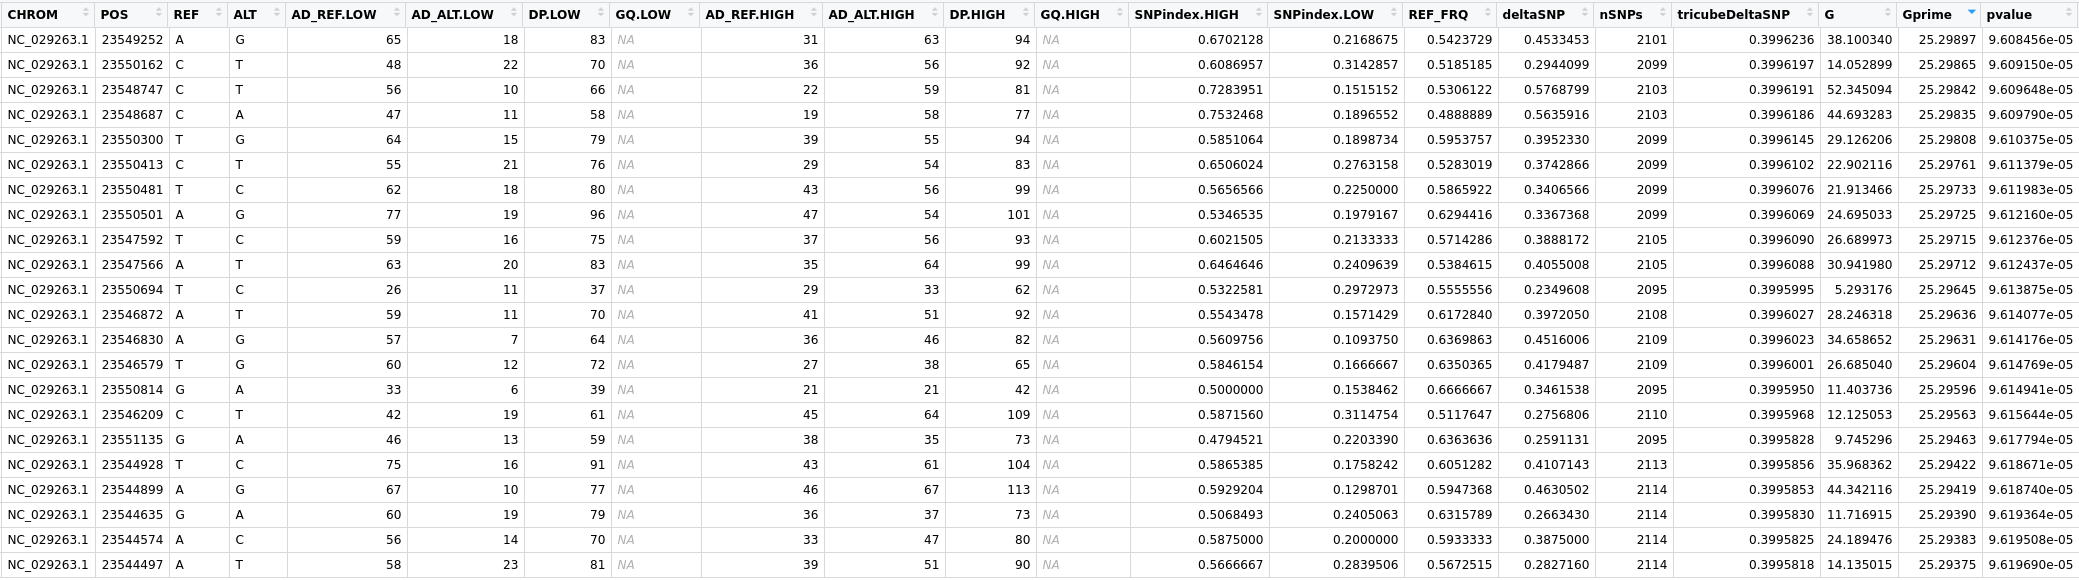 CHROM POS REF ALT AD_REF.LOW AD_ALT.LOW DP.LOW GQ.LOW AD_REF.HIGH AD_ALT.HIGH DP.HIGH GQ.HIGH SNPindex.HIGH SNPindex.LOW REF_FRQ deltaSNP nSNPs tricubeDeltaSNP G Gprime pvalue
NC_029263.1 23549252 A G 65 18 83 NA 31 63 94 NA 0.6702128 0.2168675 0.5423729 0.4533453 2101 0.3996236 38.100340 25.29897 9.608456e-05
NC_029263.1 23550162 C T 48 22 70 NA 36 56 92 NA 0.6086957 0.3142857 0.5185185 0.2944099 2099 0.3996197 14.052899 25.29865 9.609150e-05
NC_029263.1 23548747 C T 56 10 66 NA 22 59 81 NA 0.7283951 0.1515152 0.5306122 0.5768799 2103 0.3996191 52.345094 25.29842 9.609648e-05
NC_029263.1 23548687 C A 47 11 58 NA 19 58 77 NA 0.7532468 0.1896552 0.4888889 0.5635916 2103 0.3996186 44.693283 25.29835 9.609790e-05
NC_029263.1 23550300 T G 64 15 79 NA 39 55 94 NA 0.5851064 0.1898734 0.5953757 0.3952330 2099 0.3996145 29.126206 25.29808 9.610375e-05
NC_029263.1 23550413 C T 55 21 76 NA 29 54 83 NA 0.6506024 0.2763158 0.5283019 0.3742866 2099 0.3996102 22.902116 25.29761 9.611379e-05
NC_029263.1 23550481 T C 62 18 80 NA 43 56 99 NA 0.5656566 0.2250000 0.5865922 0.3406566 2099 0.3996076 21.913466 25.29733 9.611983e-05
NC_029263.1 23550501 A G 77 19 96 NA 47 54 101 NA 0.5346535 0.1979167 0.6294416 0.3367368 2099 0.3996069 24.695033 25.29725 9.612160e-05
NC_029263.1 23547592 T C 59 16 75 NA 37 56 93 NA 0.6021505 0.2133333 0.5714286 0.3888172 2105 0.3996090 26.689973 25.29715 9.612376e-05
NC_029263.1 23547566 A T 63 20 83 NA 35 64 99 NA 0.6464646 0.2409639 0.5384615 0.4055008 2105 0.3996088 30.941980 25.29712 9.612437e-05
NC_029263.1 23550694 T C 26 11 37 NA 29 33 62 NA 0.5322581 0.2972973 0.5555556 0.2349608 2095 0.3995995 5.293176 25.29645 9.613875e-05
NC_029263.1 23546872 A T 59 11 70 NA 41 51 92 NA 0.5543478 0.1571429 0.6172840 0.3972050 2108 0.3996027 28.246318 25.29636 9.614077e-05
NC_029263.1 23546830 A G 57 7 64 NA 36 46 82 NA 0.5609756 0.1093750 0.6369863 0.4516006 2109 0.3996023 34.658652 25.29631 9.614176e-05
NC_029263.1 23546579 T G 60 12 72 NA 27 38 65 NA 0.5846154 0.1666667 0.6350365 0.4179487 2109 0.3996001 26.685040 25.29604 9.614769e-05
NC_029263.1 23550814 G A 33 6 39 NA 21 21 42 NA 0.5000000 0.1538462 0.6666667 0.3461538 2095 0.3995950 11.403736 25.29596 9.614941e-05
NC_029263.1 23546209 C T 42 19 61 NA 45 64 109 NA 0.5871560 0.3114754 0.5117647 0.2756806 2110 0.3995968 12.125053 25.29563 9.615644e-05
NC_029263.1 23551135 G A 46 13 59 NA 38 35 73 NA 0.4794521 0.2203390 0.6363636 0.2591131 2095 0.3995828 9.745296 25.29463 9.617794e-05
NC_029263.1 23544928 T C 75 16 91 NA 43 61 104 NA 0.5865385 0.1758242 0.6051282 0.4107143 2113 0.3995856 35.968362 25.29422 9.618671e-05
NC_029263.1 23544899 A G 67 10 77 NA 46 67 113 NA 0.5929204 0.1298701 0.5947368 0.4630502 2114 0.3995853 44.342116 25.29419 9.618740e-05
NC_029263.1 23544635 G A 60 19 79 NA 36 37 73 NA 0.5068493 0.2405063 0.6315789 0.2663430 2114 0.3995830 11.716915 25.29390 9.619364e-05
NC_029263.1 23544574 A C 56 14 70 NA 33 47 80 NA 0.5875000 0.2000000 0.5933333 0.3875000 2114 0.3995825 24.189476 25.29383 9.619508e-05
NC_029263.1 23544497 A T 58 23 81 NA 39 51 90 NA 0.5666667 0.2839506 0.5672515 0.2827160 2114 0.3995818 14.135015 25.29375 9.619690e-05